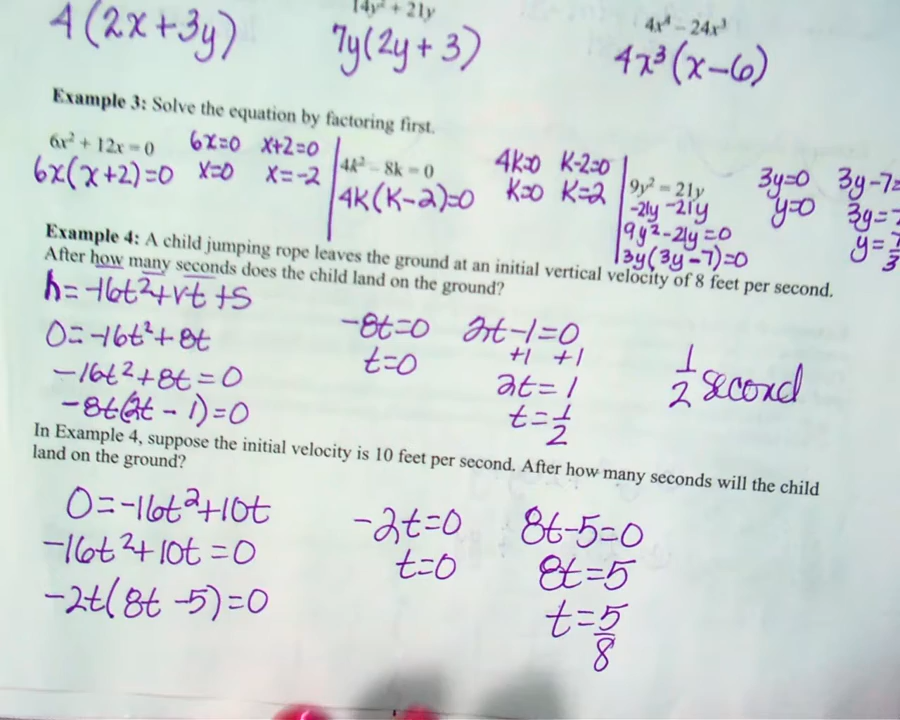 14y² + 21y
4x⁴ – 24x³
4(2x+3y)
7y(2y+3)
4x³(x-6)
Example 3: Solve the equation by factoring first.
6x² + 12x = 0
6x=0 x+2=0
6x(x+2)=0 x=0 x=-2
4k² – 8k = 0
4k=0 k-2=0
4k(k-2)=0 k=0 k=2
9y² = 21y
-21y -21y
9y²-21y=0
3y(3y-7)=0
3y=0 3y-7=
y=0 3y=7
y=7/3
Example 4: A child jumping rope leaves the ground at an initial vertical velocity of 8 feet per second.
After how many seconds does the child land on the ground?
h=-16t²+vt+s
0=-16t²+8t
-16t²+8t=0
-8t(2t-1)=0
-8t=0
t=0
2t-1=0
+1 +1
2t=1
t=1/2
1/2 second
In Example 4, suppose the initial velocity is 10 feet per second. After how many seconds will the child
land on the ground?
0=-16t²+10t
-16t²+10t=0
-2t(8t-5)=0
-2t=0
t=0
8t-5=0
8t=5
t=5/8